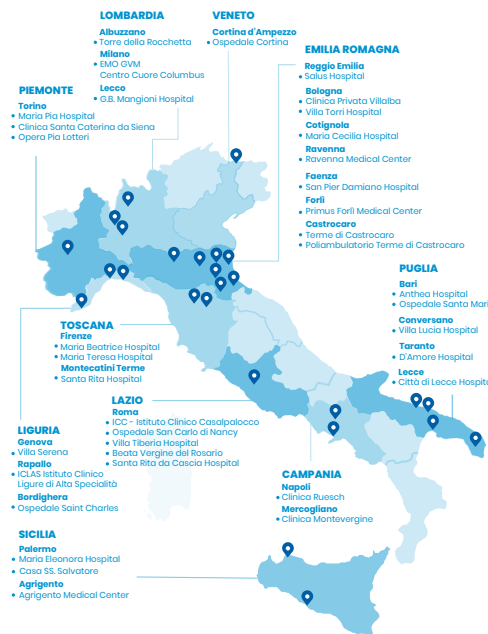 LOMBARDIA
Albuzzano
• Torre della Rocchetta
Milano
• EMO GVM
Centro Cuore Columbus
Lecco
• G.B. Mangioni Hospital
VENETO
Cortina d'Ampezzo
• Ospedale Cortina
EMILIA ROMAGNA
Reggio Emilia
• Salus Hospital
Bologna
• Clinica Privata Villalba
• Villa Torri Hospital
Cotignola
• Maria Cecilia Hospital
Ravenna
• Ravenna Medical Center
Faenza
• San Pier Damiano Hospital
Forlì
• Primus Forlì Medical Center
Castrocaro
• Terme di Castrocaro
• Poliambulatorio Terme di Castrocaro
PIEMONTE
Torino
• Maria Pia Hospital
• Clinica Santa Caterina da Siena
• Opera Pia Lotteri
PUGLIA
Bari
• Anthea Hospital
• Ospedale Santa Mari
Conversano
• Villa Lucia Hospital
Taranto
• D'Amore Hospital
Lecce
• Città di Lecce Hospita
TOSCANA
Firenze
• Maria Beatrice Hospital
• Maria Teresa Hospital
Montecatini Terme
• Santa Rita Hospital
LAZIO
Roma
• ICC - Istituto Clinico Casalpalocco
• Ospedale San Carlo di Nancy
• Villa Tiberia Hospital
• Beata Vergine del Rosario
• Santa Rita da Cascia Hospital
LIGURIA
Genova
• Villa Serena
Rapallo
• ICLAS Istituto Clinico
Ligure di Alta Specialità
Bordighera
• Ospedale Saint Charles
CAMPANIA
Napoli
• Clinica Ruesch
Mercogliano
• Clinica Montevergine
SICILIA
Palermo
• Maria Eleonora Hospital
• Casa SS. Salvatore
Agrigento
• Agrigento Medical Center